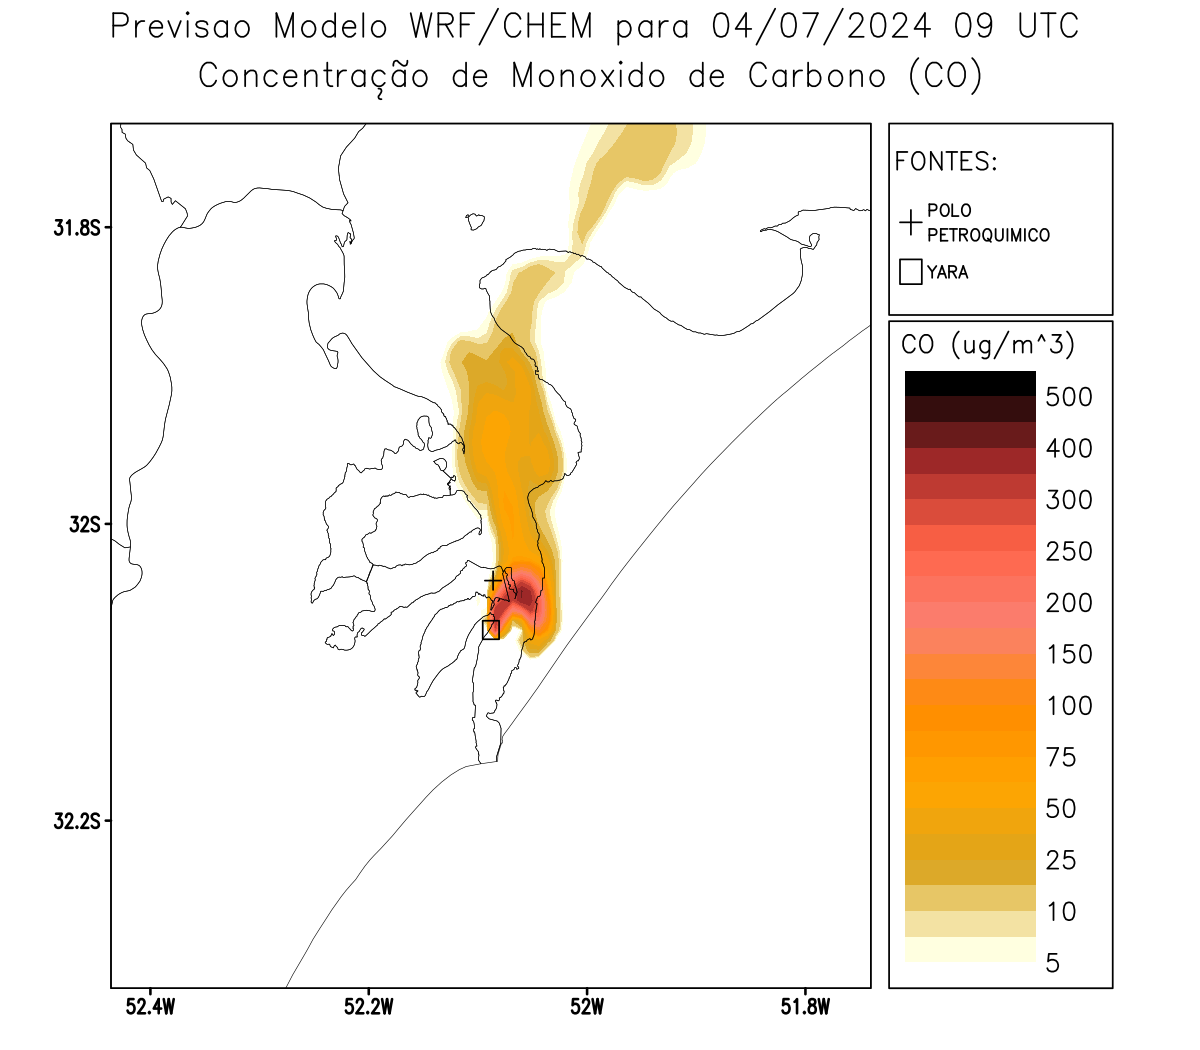 Previsao Modelo WRF/CHEM para 04/07/2024 09 UTC
Concentração de Monoxido de Carbono (CO)
FONTES:
POLO
PETROQUIMICO
YARA
CO (ug/m^3)
500
400
300
250
200
150
100
75
50
25
10
5
31.8S
32S
32.2S
52.4W
52.2W
52W
51.8W